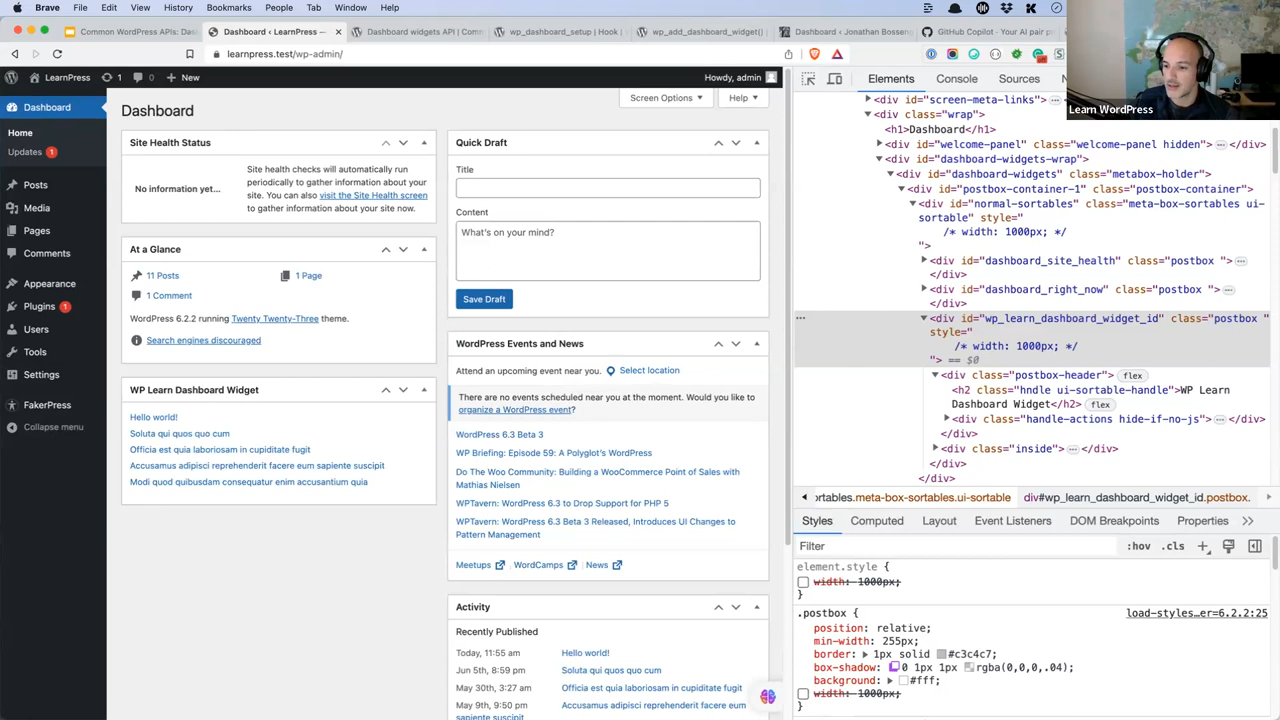 Brave File Edit View History Bookmarks People Tab Window Help
Common WordPress APIs: Das
Dashboard ‹ LearnPress —
Dashboard widgets API | Com
wp_dashboard_setup | Hook |
wp_add_dashboard_widget()
Dashboard ‹ Jonathan Bosseng
GitHub Copilot · Your AI pair p
learnpress.test/wp-admin/
Learn WordPress
LearnPress 1 0 New
Howdy, admin
Dashboard
Home
Updates 1
Posts
Media
Pages
Comments
Appearance
Plugins 1
Users
Tools
Settings
FakerPress
Collapse menu
Screen Options ▼ Help ▼
Dashboard
Site Health Status
No information yet...
Site health checks will automatically run
periodically to gather information about your
site. You can also visit the Site Health screen
to gather information about your site now.
At a Glance
11 Posts
1 Page
1 Comment
WordPress 6.2.2 running Twenty Twenty-Three theme.
Search engines discouraged
WP Learn Dashboard Widget
Hello world!
Soluta qui quos quo cum
Officia est quia laboriosam in cupiditate fugit
Accusamus adipisci reprehenderit facere eum sapiente suscipit
Modi quod quibusdam consequatur enim accusantium quia
Quick Draft
Title
Content
What's on your mind?
Save Draft
WordPress Events and News
Attend an upcoming event near you. Select location
There are no events scheduled near you at the moment. Would you like to
organize a WordPress event?
WordPress 6.3 Beta 3
WP Briefing: Episode 59: A Polyglot's WordPress
Do The Woo Community: Building a WooCommerce Point of Sales with
Mathias Nielsen
WPTavern: WordPress 6.3 to Drop Support for PHP 5
WPTavern: WordPress 6.3 Beta 3 Released, Introduces UI Changes to
Pattern Management
Meetups WordCamps News
Activity
Recently Published
Today, 11:55 am Hello world!
Jun 5th, 8:59 pm Soluta qui quos quo cum
May 30th, 3:27 am Officia est quia laboriosam in cupiditate fugit
May 9th, 9:50 pm Accusamus adipisci reprehenderit facere eum
sapiente suscipit
Elements Console Sources N
<div id="screen-meta-links"> … </div>
<div class="wrap">
<h1>Dashboard</h1>
<div id="welcome-panel" class="welcome-panel hidden"> … </div>
<div id="dashboard-widgets-wrap">
<div id="dashboard-widgets" class="metabox-holder">
<div id="postbox-container-1" class="postbox-container">
<div id="normal-sortables" class="meta-box-sortables ui-
sortable" style="
/* width: 1000px; */
">
<div id="dashboard_site_health" class="postbox "> …
</div>
<div id="dashboard_right_now" class="postbox "> …
</div>
<div id="wp_learn_dashboard_widget_id" class="postbox "
style="
/* width: 1000px; */
"> == $0
<div class="postbox-header"> flex
<h2 class="hndle ui-sortable-handle">WP Learn
Dashboard Widget</h2> flex
<div class="handle-actions hide-if-no-js"> … </div>
</div>
<div class="inside"> … </div>
</div>
</div>
ortables.meta-box-sortables.ui-sortable div#wp_learn_dashboard_widget_id.postbox.
Styles Computed Layout Event Listeners DOM Breakpoints Properties
Filter :hov .cls
element.style {
width: 1000px;
}
.postbox { load-styles…er=6.2.2:25
position: relative;
min-width: 255px;
border: 1px solid #c3c4c7;
box-shadow: 0 1px 1px rgba(0,0,0,.04);
background: #fff;
width: 1000px;
}